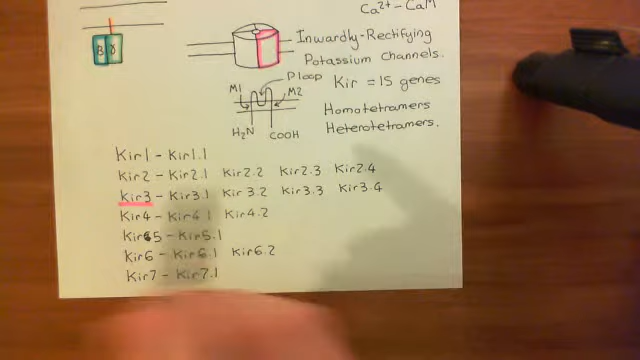 Ca2+ - CaM
β γ
Inwardly-Rectifying
Potassium Channels.
P loop
M1 M2
Kir = 15 genes
H2N COOH
Homotetramers
Heterotetramers.
Kir1 - Kir1.1
Kir2 - Kir2.1 Kir2.2 Kir2.3 Kir2.4
Kir3 - Kir3.1 Kir3.2 Kir3.3 Kir3.4
Kir4 - Kir4.1 Kir4.2
Kir5 - Kir5.1
Kir6 - Kir6.1 Kir6.2
Kir7 - Kir7.1